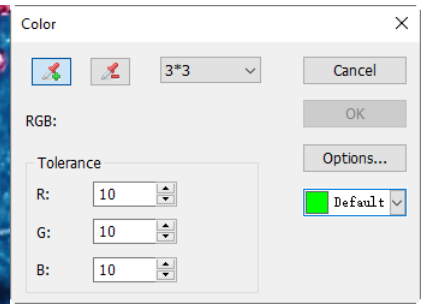 Color
3*3
Cancel
RGB:
OK
Tolerance
Options...
R: 10
Default
G: 10
B: 10